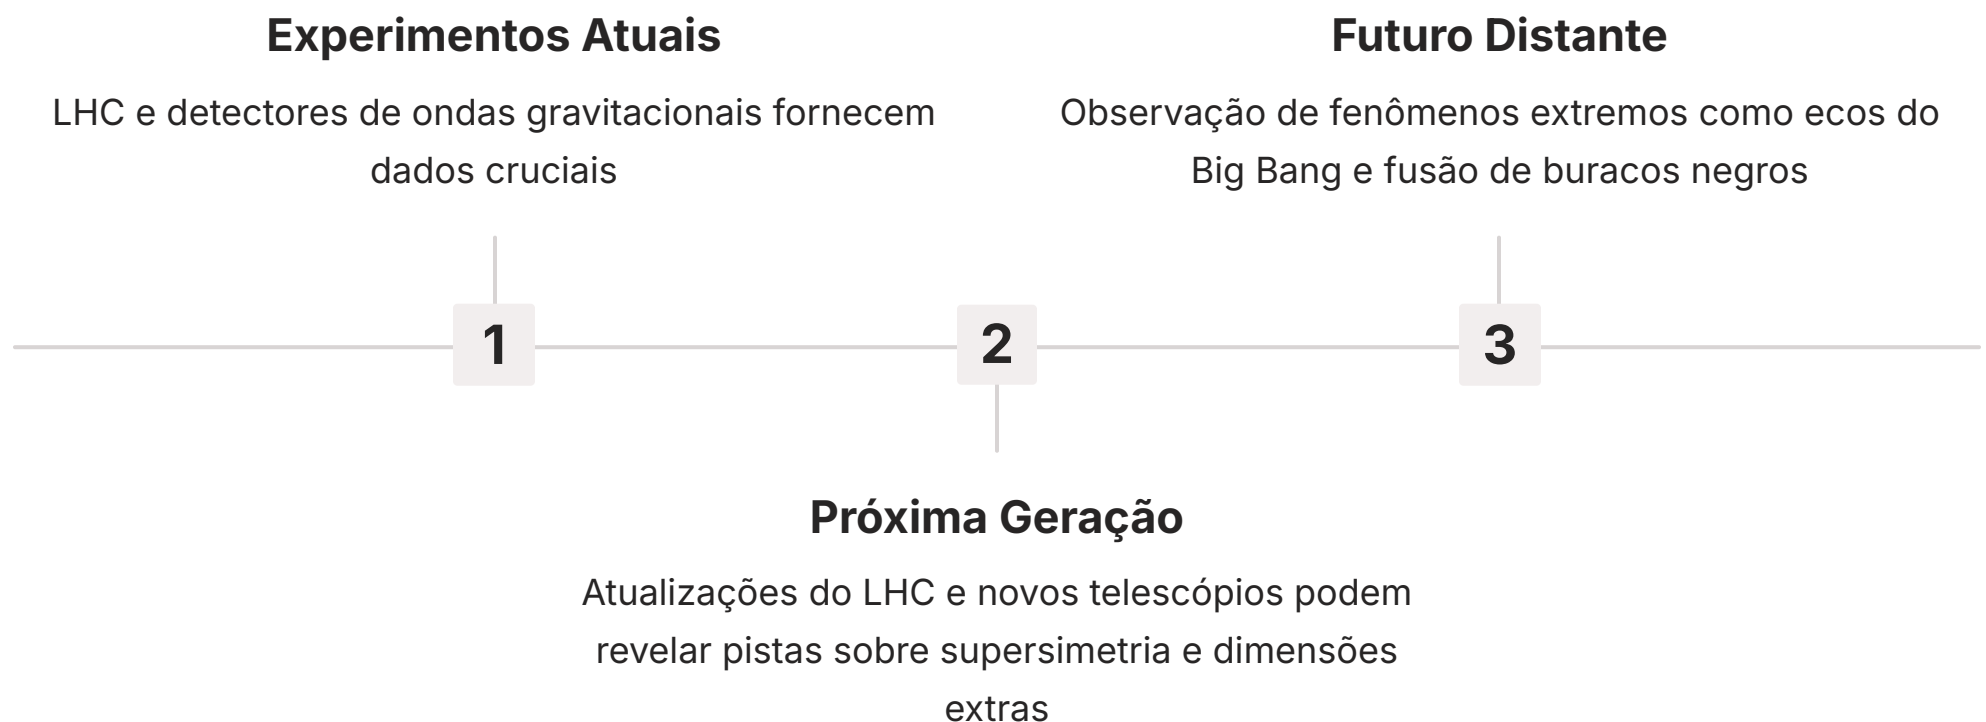 Experimentos Atuais
LHC e detectores de ondas gravitacionais fornecem
dados cruciais
1
2
Próxima Geração
Atualizações do LHC e novos telescópios podem
revelar pistas sobre supersimetria e dimensões
extras
Futuro Distante
Observação de fenômenos extremos como ecos do
Big Bang e fusão de buracos negros
3